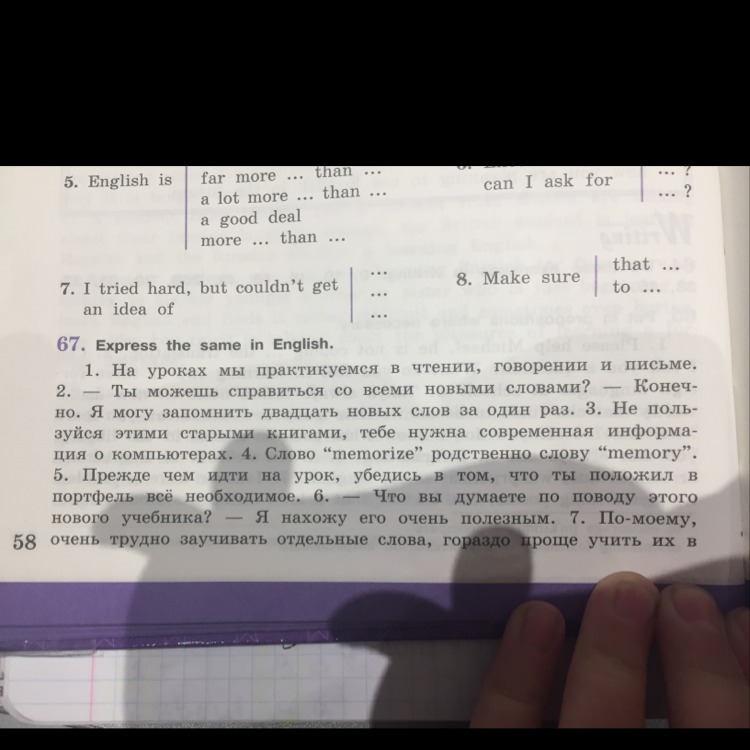 5. English is
far more ... than ...
a lot more ... than ...
a good deal
more ... than ...
can I ask for
... ?
... ?
7. I tried hard, but couldn't get
an idea of
...
...
...
8. Make sure
that ...
to ...
67. Express the same in English.
1. На уроках мы практикуемся в чтении, говорении и письме.
2. — Ты можешь справиться со всеми новыми словами? — Конеч-
но. Я могу запомнить двадцать новых слов за один раз. 3. Не поль-
зуйся этими старыми книгами, тебе нужна современная информа-
ция о компьютерах. 4. Слово “memorize” родственно слову “memory”.
5. Прежде чем идти на урок, убедись в том, что ты положил в
портфель всё необходимое. 6. — Что вы думаете по поводу этого
нового учебника? — Я нахожу его очень полезным. 7. По-моему,
58 очень трудно заучивать отдельные слова, гораздо проще учить их в